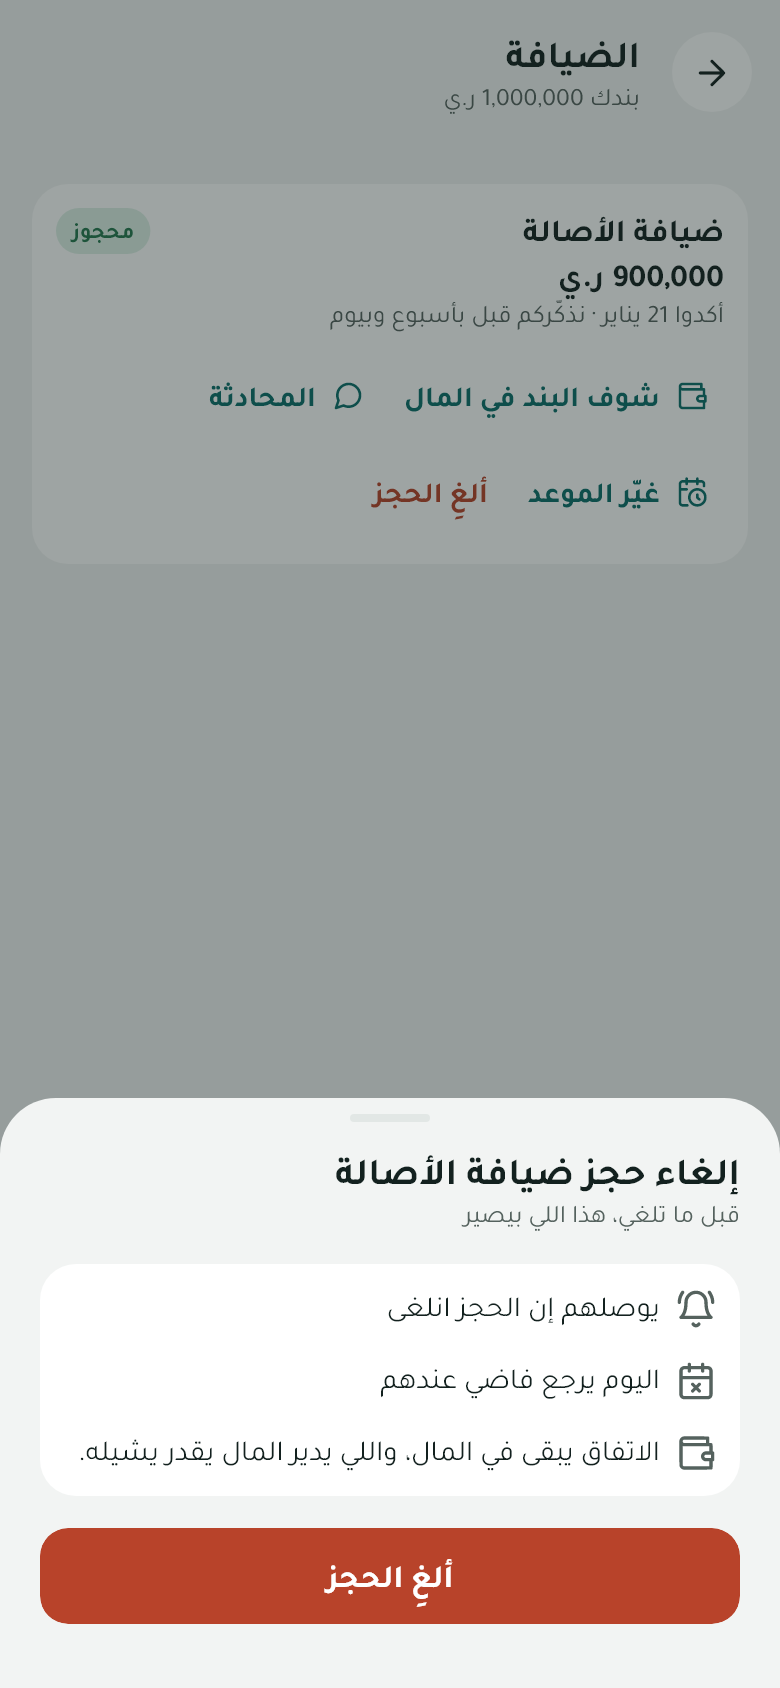 الضيافة
بندك 1,000,000 ر.ي
ضيافة الأصالة
محجوز
900,000 ر.ي
أكدوا 21 يناير · نذكّركم قبل بأسبوع وبيوم
شوف البند في المال
المحادثة
غيّر الموعد
ألغِ الحجز
إلغاء حجز ضيافة الأصالة
قبل ما تلغي، هذا اللي بيصير
يوصلهم إن الحجز انلغى
اليوم يرجع فاضي عندهم
الاتفاق يبقى في المال، واللي يدير المال يقدر يشيله.
ألغِ الحجز